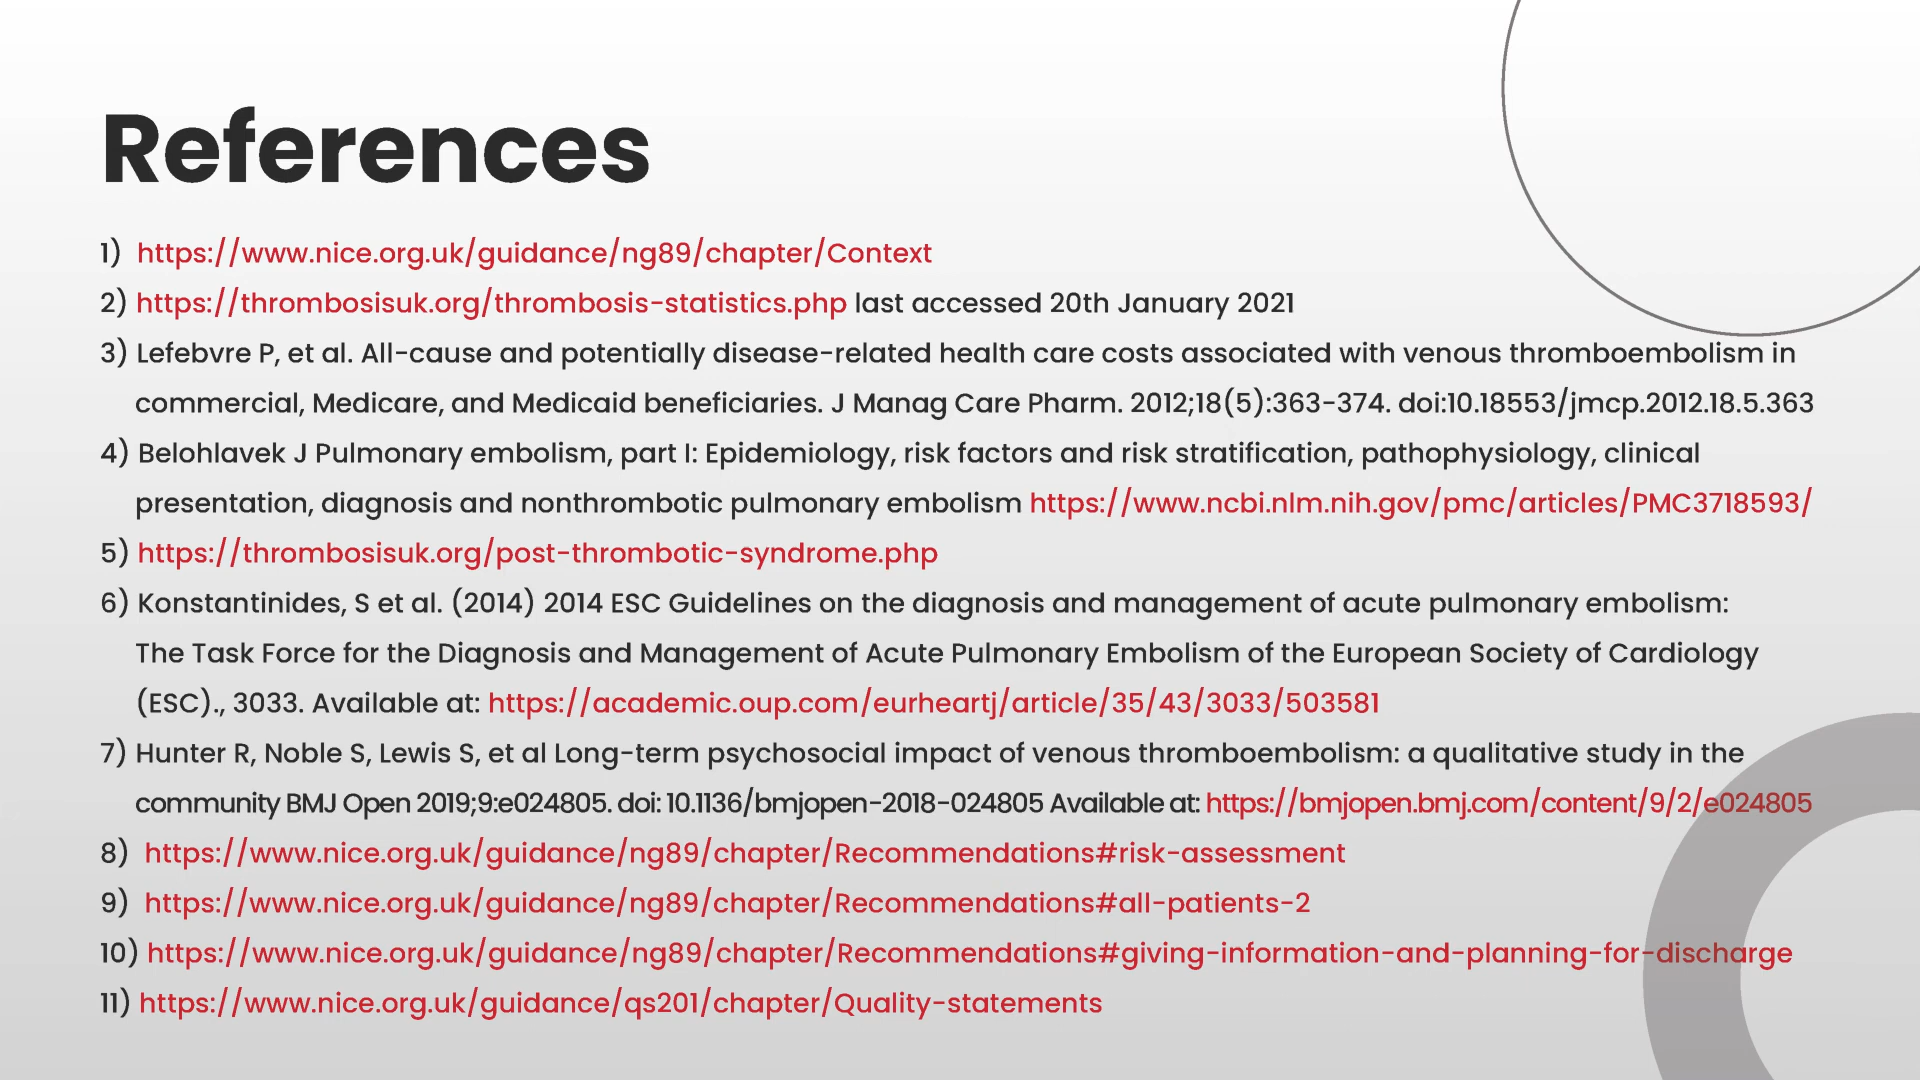 References
1) https://www.nice.org.uk/guidance/ng89/chapter/Context
2) https://thrombosisuk.org/thrombosis-statistics.php last accessed 20th January 2021
3) Lefebvre P, et al. All-cause and potentially disease-related health care costs associated with venous thromboembolism in
commercial, Medicare, and Medicaid beneficiaries. J Manag Care Pharm. 2012;18(5):363-374. doi:10.18553/jmcp.2012.18.5.363
4) Belohlavek J Pulmonary embolism, part I: Epidemiology, risk factors and risk stratification, pathophysiology, clinical
presentation, diagnosis and nonthrombotic pulmonary embolism https://www.ncbi.nlm.nih.gov/pmc/articles/PMC3718593/
5) https://thrombosisuk.org/post-thrombotic-syndrome.php
6) Konstantinides, S et al. (2014) 2014 ESC Guidelines on the diagnosis and management of acute pulmonary embolism:
The Task Force for the Diagnosis and Management of Acute Pulmonary Embolism of the European Society of Cardiology
(ESC)., 3033. Available at: https://academic.oup.com/eurheartj/article/35/43/3033/503581
7) Hunter R, Noble S, Lewis S, et al Long-term psychosocial impact of venous thromboembolism: a qualitative study in the
community BMJ Open 2019;9:e024805. doi: 10.1136/bmjopen-2018-024805 Available at: https://bmjopen.bmj.com/content/9/2/e024805
8) https://www.nice.org.uk/guidance/ng89/chapter/Recommendations#risk-assessment
9) https://www.nice.org.uk/guidance/ng89/chapter/Recommendations#all-patients-2
10) https://www.nice.org.uk/guidance/ng89/chapter/Recommendations#giving-information-and-planning-for-discharge
11) https://www.nice.org.uk/guidance/qs201/chapter/Quality-statements